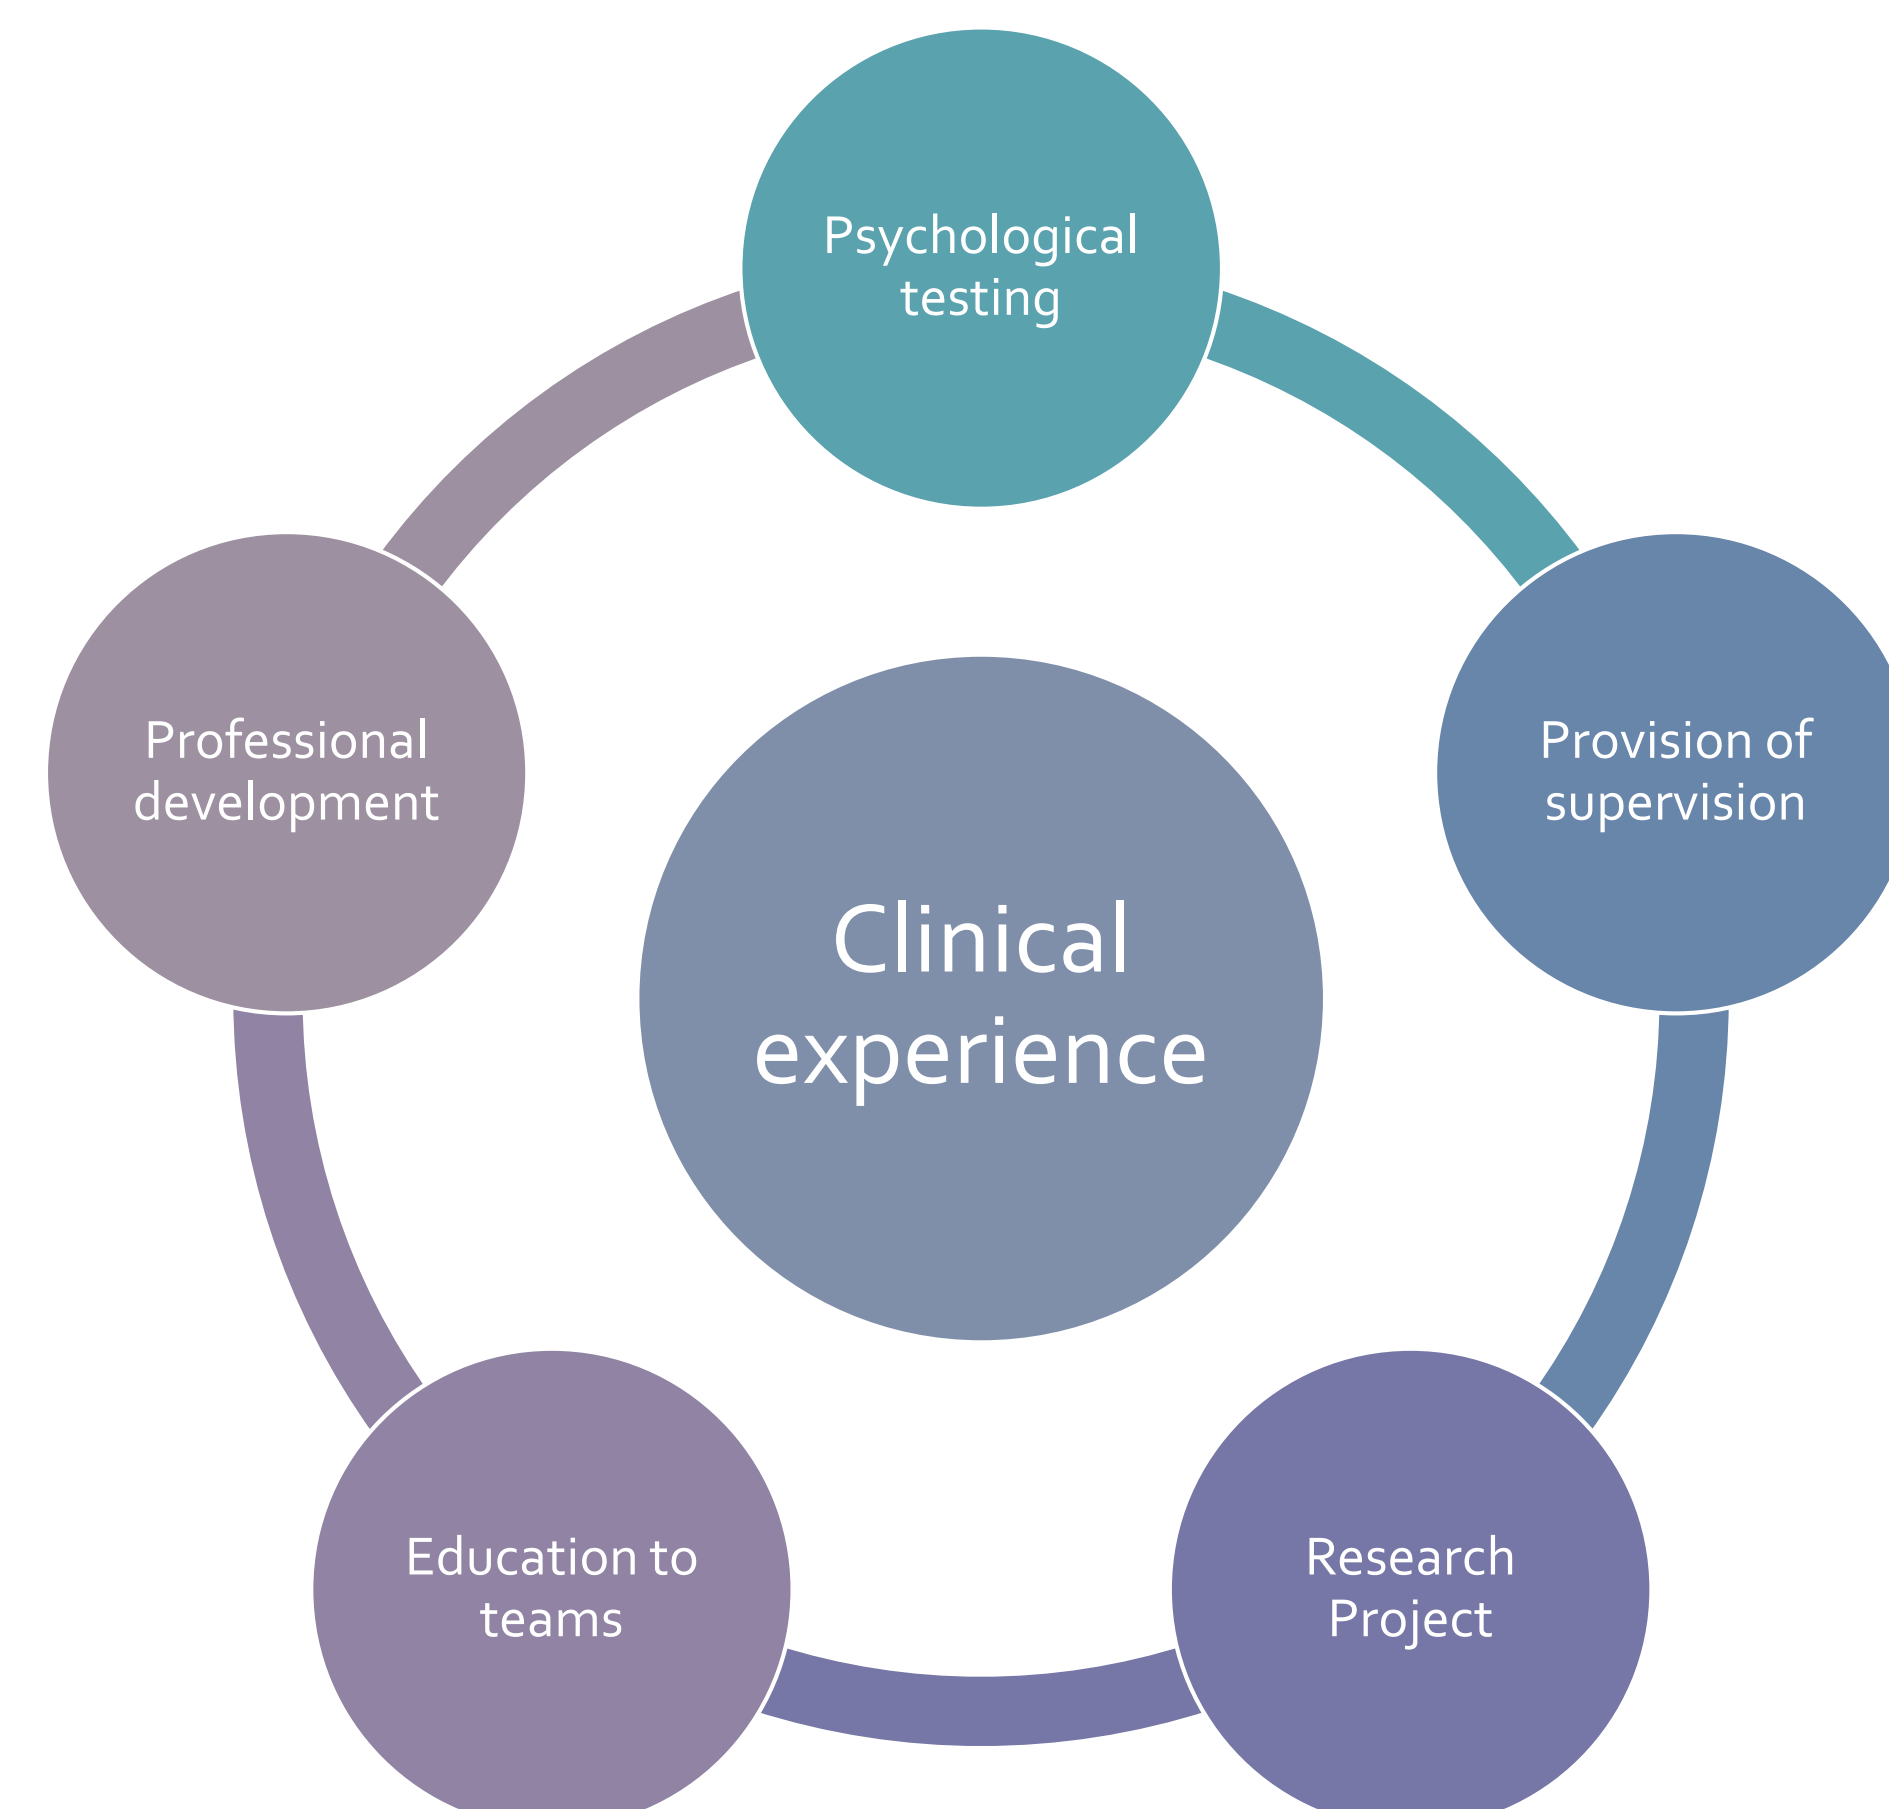 Psychological
testing
Provision of
supervision
Research
Project
Education to
teams
Professional
development
Clinical
experience